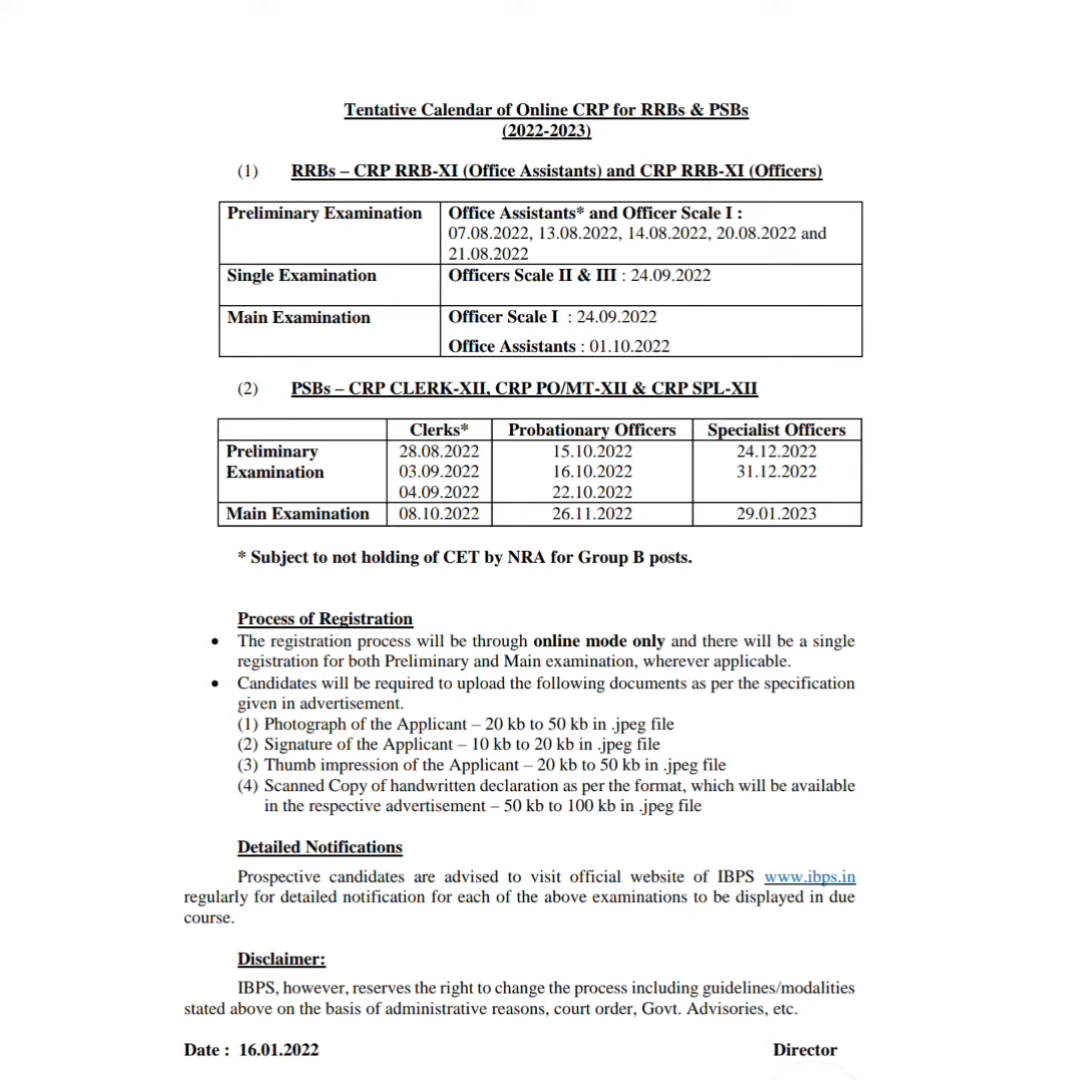 Tentative Calendar of Online CRP for RRBs & PSBs
(2022-2023)
(1) RRBs – CRP RRB-XI (Office Assistants) and CRP RRB-XI (Officers)
Preliminary Examination Office Assistants* and Officer Scale I :
07.08.2022, 13.08.2022, 14.08.2022, 20.08.2022 and
21.08.2022
Single Examination Officers Scale II & III : 24.09.2022
Main Examination Officer Scale I : 24.09.2022
Office Assistants : 01.10.2022
(2) PSBs – CRP CLERK-XII, CRP PO/MT-XII & CRP SPL-XII
Clerks* Probationary Officers Specialist Officers
Preliminary 28.08.2022 15.10.2022 24.12.2022
Examination 03.09.2022 16.10.2022 31.12.2022
04.09.2022 22.10.2022
Main Examination 08.10.2022 26.11.2022 29.01.2023
* Subject to not holding of CET by NRA for Group B posts.
Process of Registration
• The registration process will be through online mode only and there will be a single
registration for both Preliminary and Main examination, wherever applicable.
• Candidates will be required to upload the following documents as per the specification
given in advertisement.
(1) Photograph of the Applicant – 20 kb to 50 kb in .jpeg file
(2) Signature of the Applicant – 10 kb to 20 kb in .jpeg file
(3) Thumb impression of the Applicant – 20 kb to 50 kb in .jpeg file
(4) Scanned Copy of handwritten declaration as per the format, which will be available
in the respective advertisement – 50 kb to 100 kb in .jpeg file
Detailed Notifications
Prospective candidates are advised to visit official website of IBPS www.ibps.in
regularly for detailed notification for each of the above examinations to be displayed in due
course.
Disclaimer:
IBPS, however, reserves the right to change the process including guidelines/modalities
stated above on the basis of administrative reasons, court order, Govt. Advisories, etc.
Date : 16.01.2022 Director